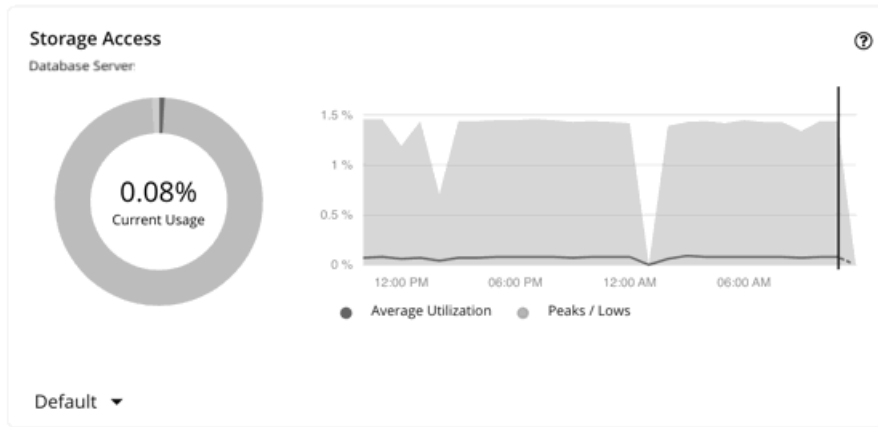 Storage Access
Database Server:
0.08%
Current Usage
1.5 %
1 %
0.5 %
0 %
12:00 PM 06:00 PM 12:00 AM 06:00 AM
Average Utilization Peaks / Lows
Default